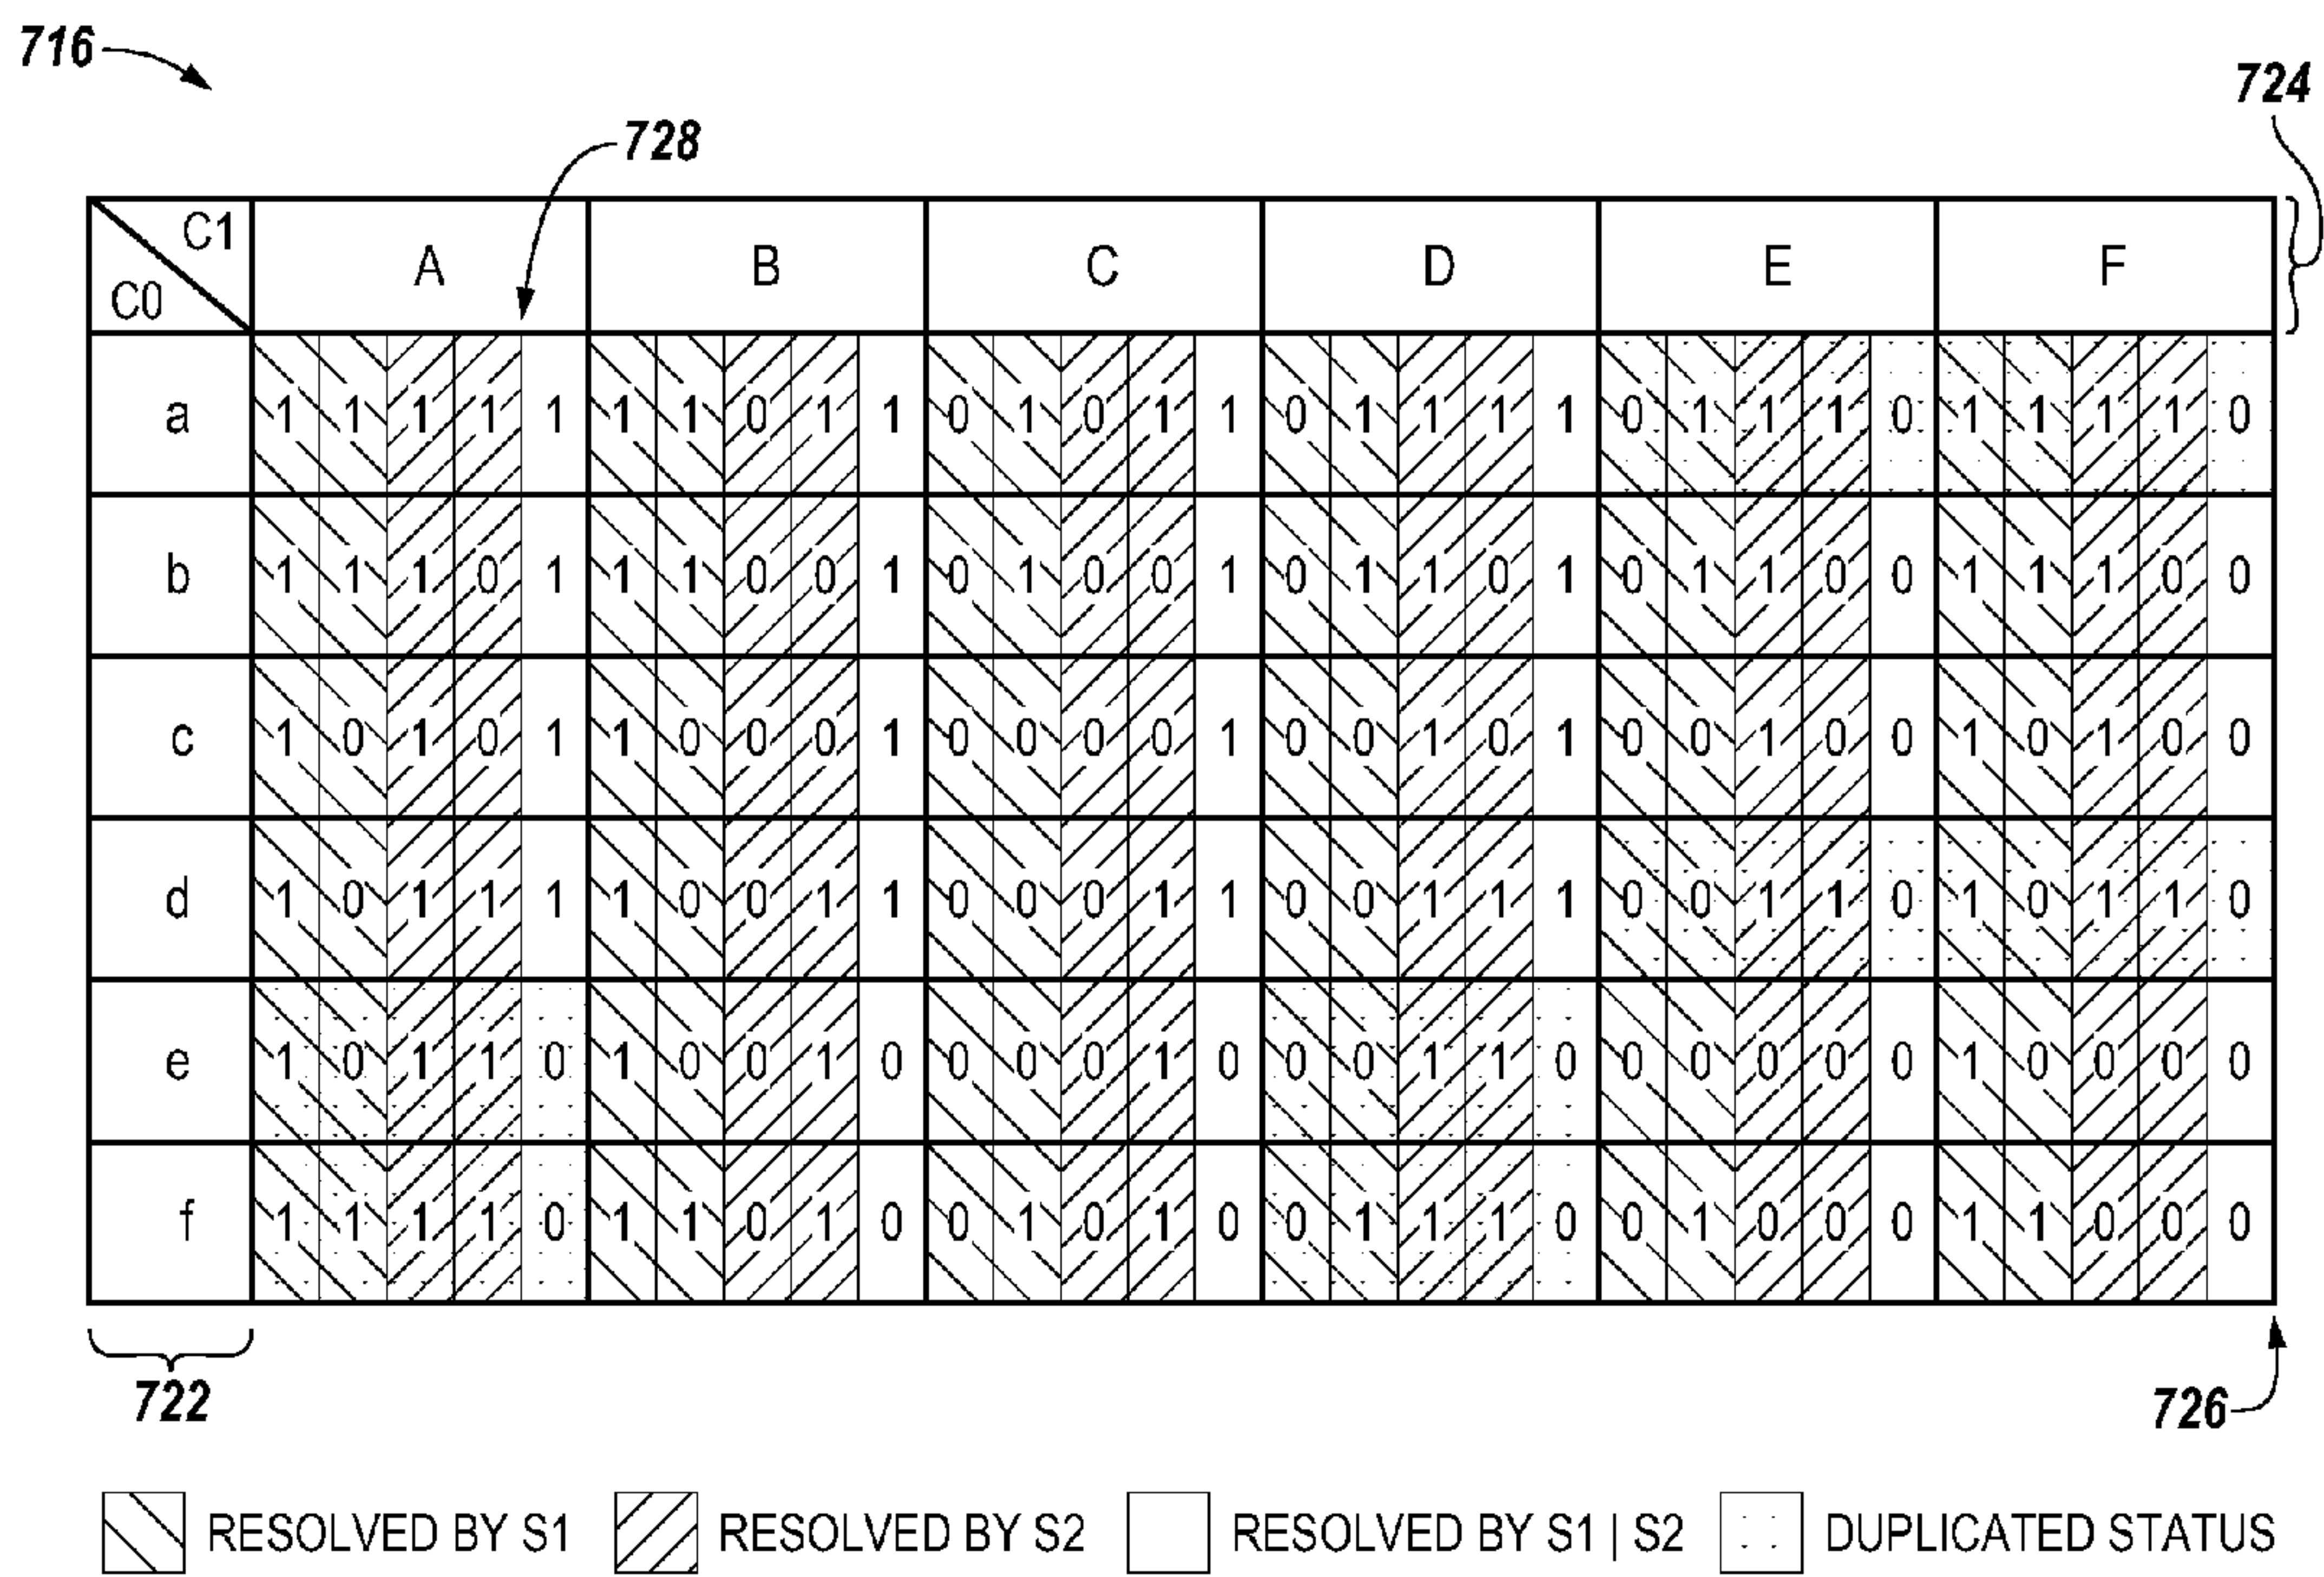 716
724
728
C1
C0 A B C D E F
a 1 1 1 1 1 1 1 0 1 1 0 1 0 1 1 0 1 1 1 1 0 1 1 1 0 1 1 1 1 0
b 1 1 1 0 1 1 1 0 0 1 0 1 0 0 1 0 1 1 0 1 0 1 1 0 0 1 1 1 0 0
c 1 0 1 0 1 1 0 0 0 1 0 0 0 0 1 0 0 1 0 1 0 0 1 0 0 1 0 1 0 0
d 1 0 1 1 1 1 0 0 1 1 0 0 0 1 1 0 0 1 1 1 0 0 1 1 0 1 0 1 1 0
e 1 0 1 1 0 1 0 0 1 0 0 0 0 1 0 0 0 1 1 0 0 0 0 0 0 1 0 0 0 0
f 1 1 1 1 0 1 1 0 1 0 0 1 0 1 0 0 1 1 1 0 0 1 0 0 0 1 1 0 0 0
722
726
RESOLVED BY S1 RESOLVED BY S2 RESOLVED BY S1 | S2 DUPLICATED STATUS